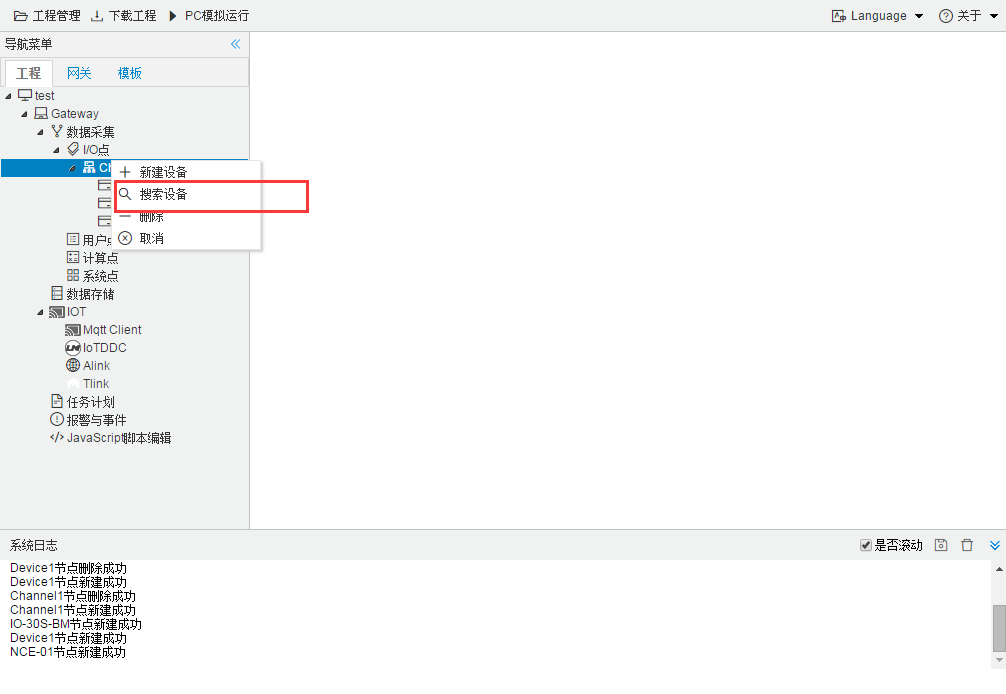 工程管理 下载工程 PC模拟运行 Language 关于
导航菜单
工程 网关 模板
test
Gateway
数据采集
I/O点
新建设备
搜索设备
删除
取消
用户
计算点
系统点
数据存储
IOT
Mqtt Client
IoTDDC
Alink
Tlink
任务计划
报警与事件
JavaScript脚本编辑
系统日志 是否滚动
Device1节点删除成功
Device1节点新建成功
Channel1节点删除成功
Channel1节点新建成功
IO-30S-BM节点新建成功
Device1节点新建成功
NCE-01节点新建成功